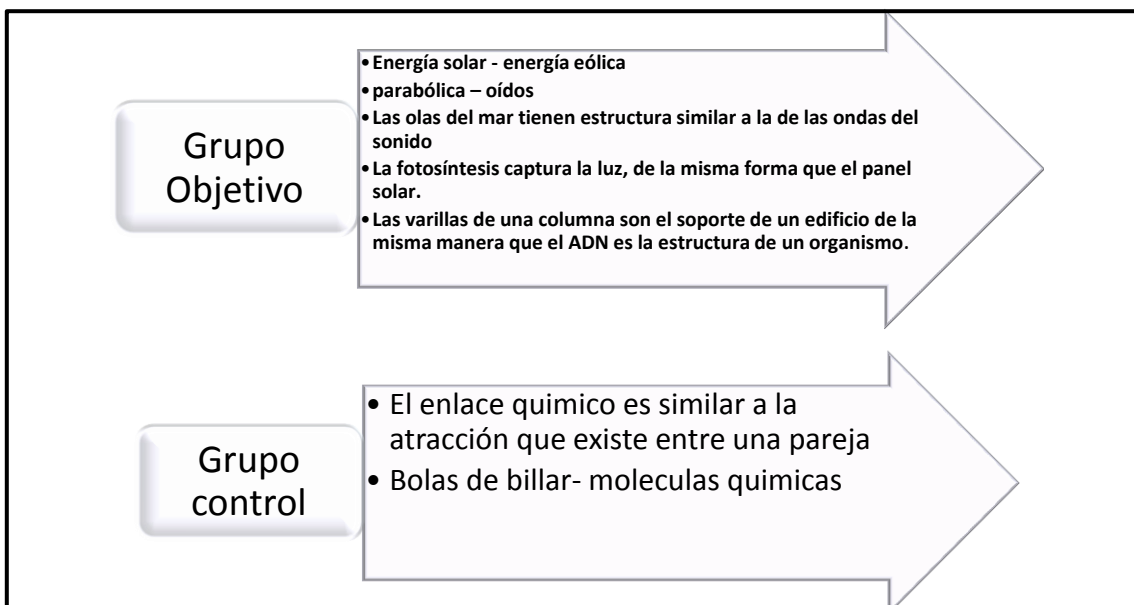 Grupo
Objetivo
•Energía solar - energía eólica
•parabólica – oídos
•Las olas del mar tienen estructura similar a la de las ondas del
sonido
•La fotosíntesis captura la luz, de la misma forma que el panel
solar.
•Las varillas de una columna son el soporte de un edificio de la
misma manera que el ADN es la estructura de un organismo.
Grupo
control
• El enlace quimico es similar a la
atracción que existe entre una pareja
• Bolas de billar- moleculas quimicas